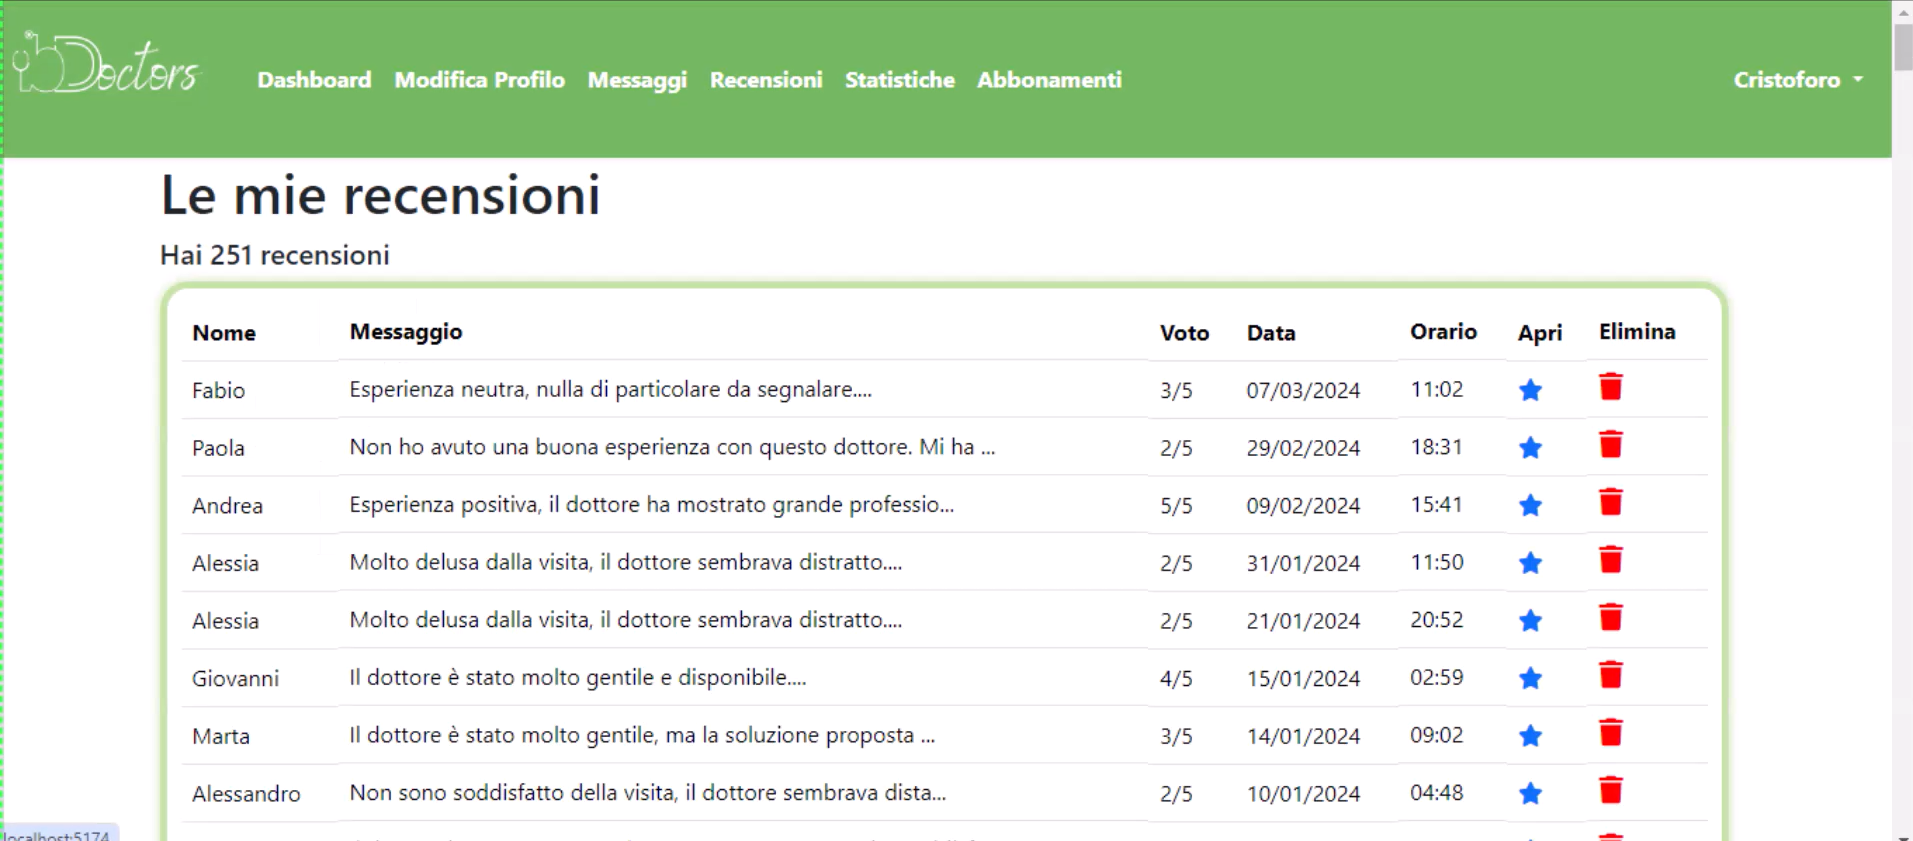 bDoctors
Dashboard Modifica Profilo Messaggi Recensioni Statistiche Abbonamenti Cristoforo
Le mie recensioni
Hai 251 recensioni
Nome Messaggio Voto Data Orario Apri Elimina
Fabio Esperienza neutra, nulla di particolare da segnalare.... 3/5 07/03/2024 11:02
Paola Non ho avuto una buona esperienza con questo dottore. Mi ha ... 2/5 29/02/2024 18:31
Andrea Esperienza positiva, il dottore ha mostrato grande professio... 5/5 09/02/2024 15:41
Alessia Molto delusa dalla visita, il dottore sembrava distratto.... 2/5 31/01/2024 11:50
Alessia Molto delusa dalla visita, il dottore sembrava distratto.... 2/5 21/01/2024 20:52
Giovanni Il dottore è stato molto gentile e disponibile.... 4/5 15/01/2024 02:59
Marta Il dottore è stato molto gentile, ma la soluzione proposta ... 3/5 14/01/2024 09:02
Alessandro Non sono soddisfatto della visita, il dottore sembrava dista... 2/5 10/01/2024 04:48
localhost:5174